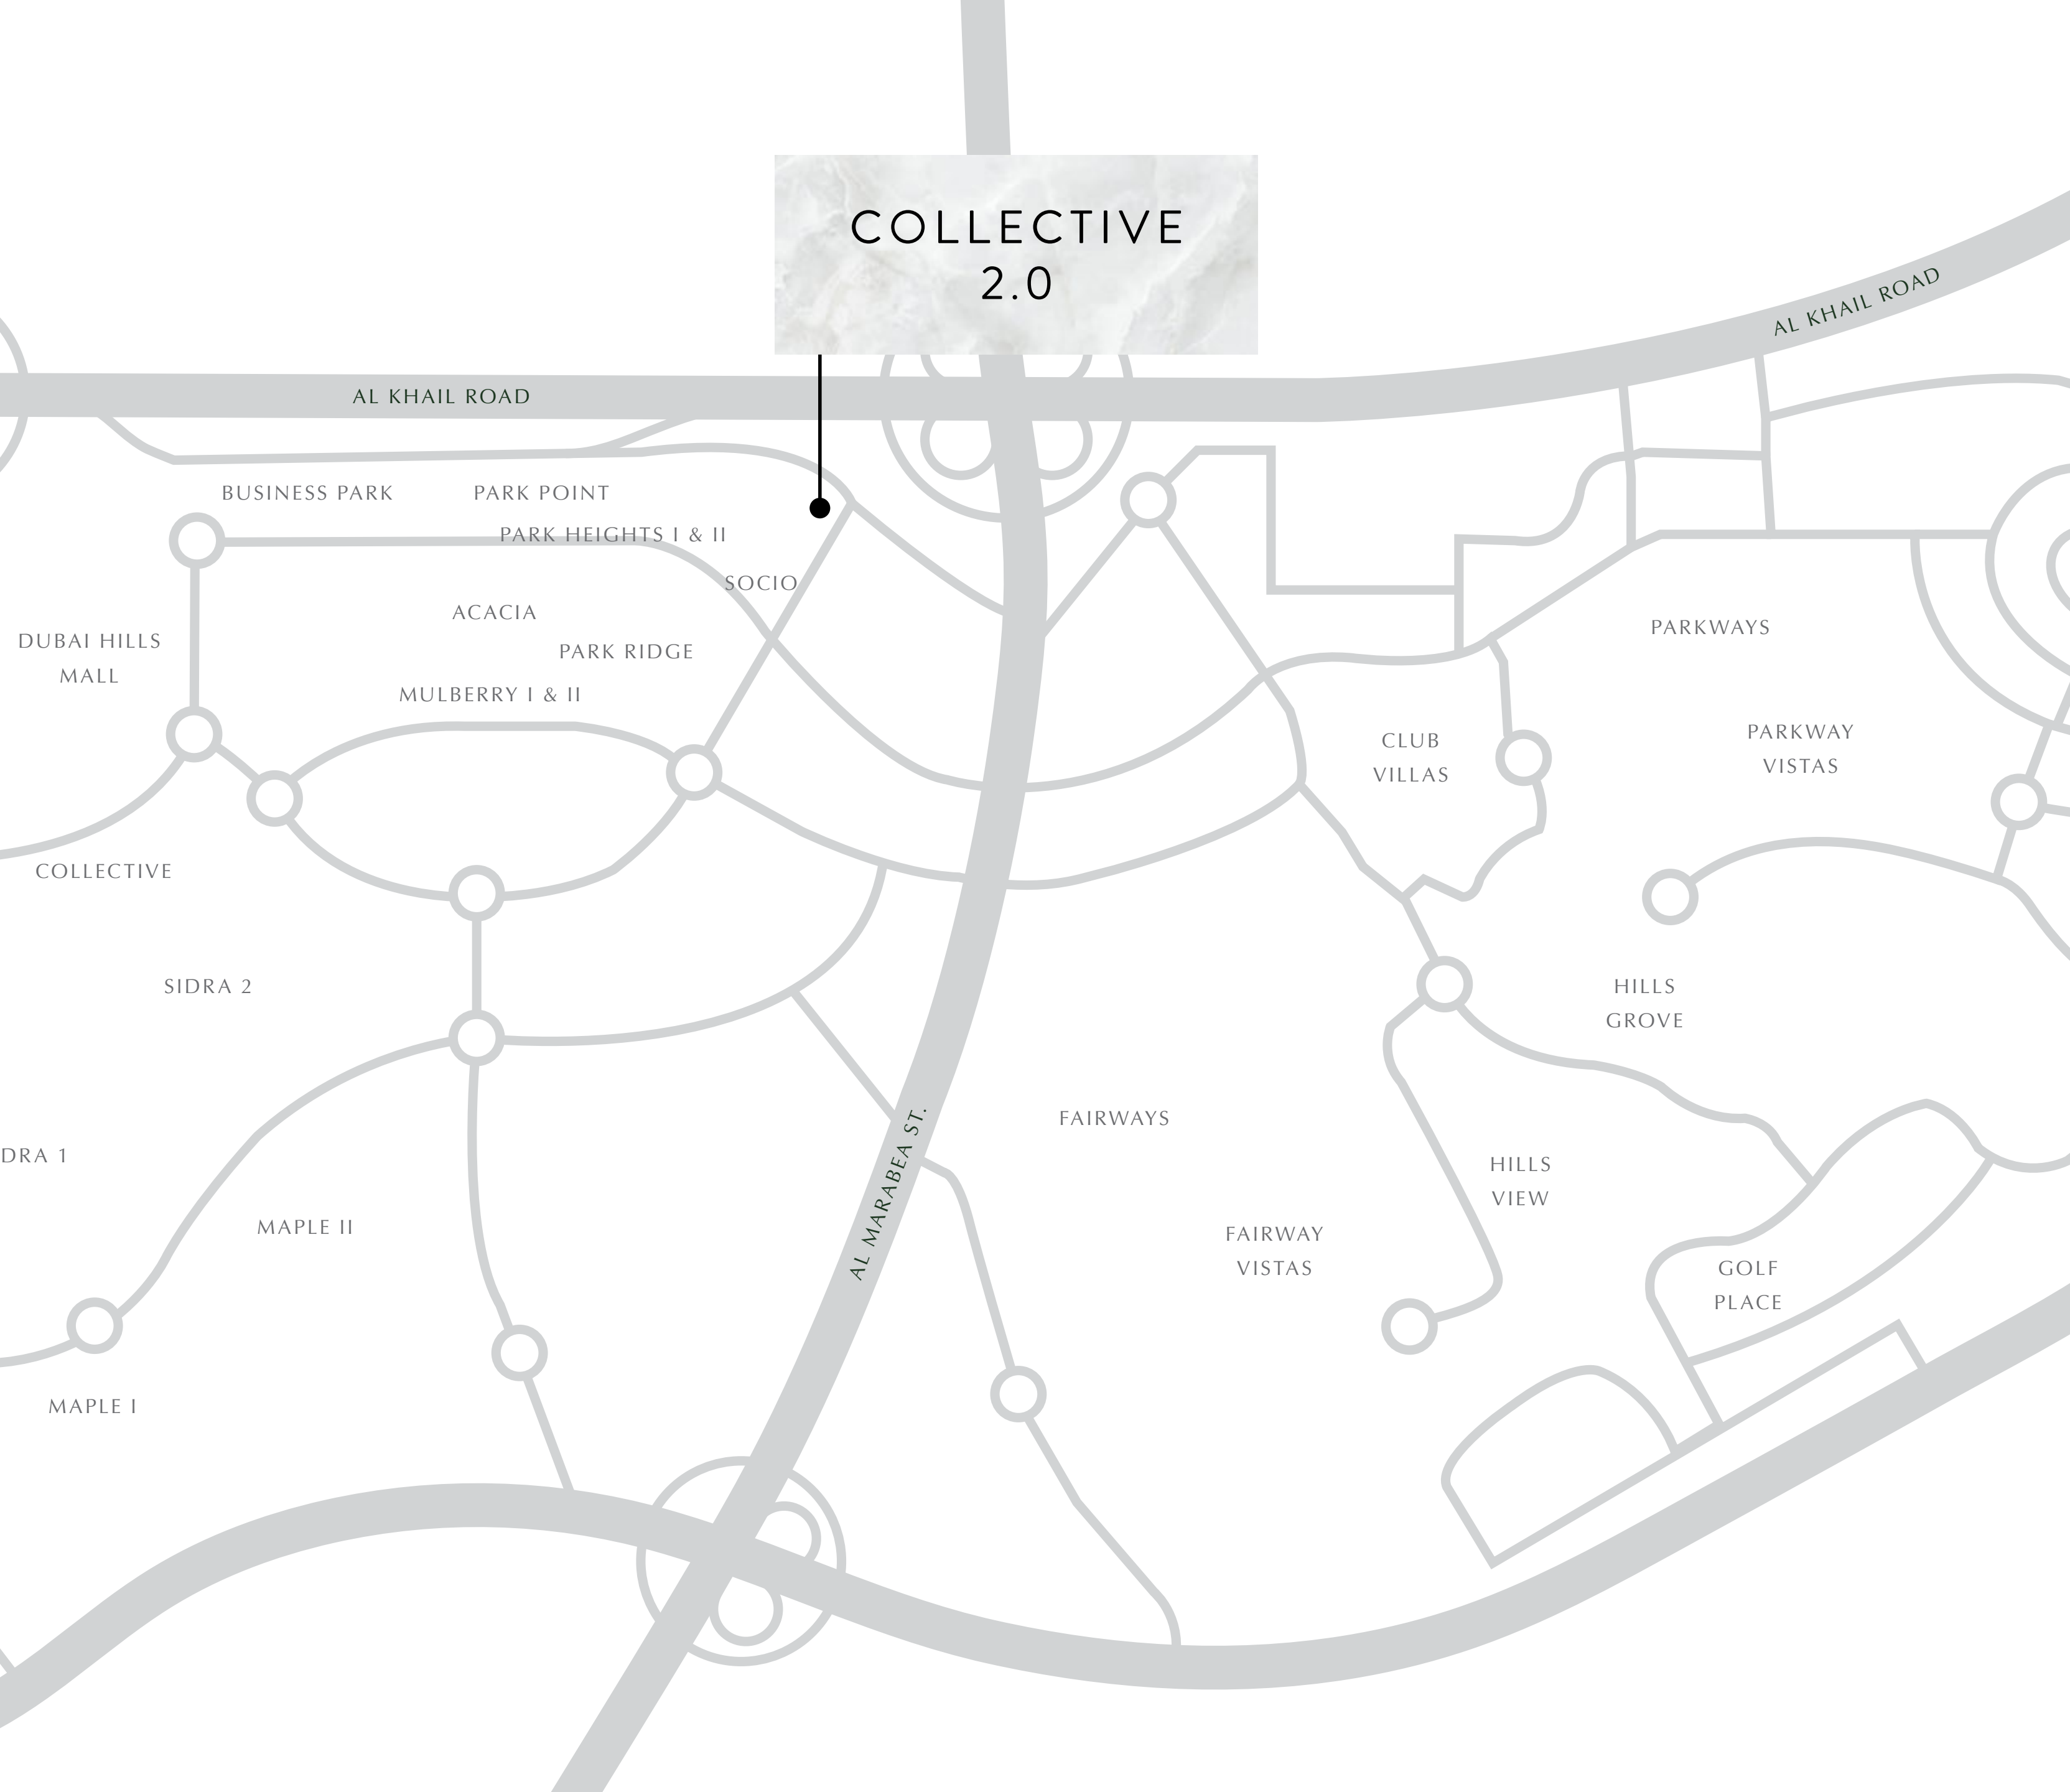 COLLECTIVE
2.0
AL KHAIL ROAD
AL KHAIL ROAD
BUSINESS PARK
PARK POINT
PARK HEIGHTS I & II
SOCIO
ACACIA
DUBAI HILLS
MALL
PARK RIDGE
MULBERRY I & II
PARKWAYS
CLUB
VILLAS
PARKWAY
VISTAS
COLLECTIVE
SIDRA 2
HILLS
GROVE
FAIRWAYS
DRA 1
HILLS
VIEW
AL MARABEA ST.
MAPLE II
FAIRWAY
VISTAS
GOLF
PLACE
MAPLE I